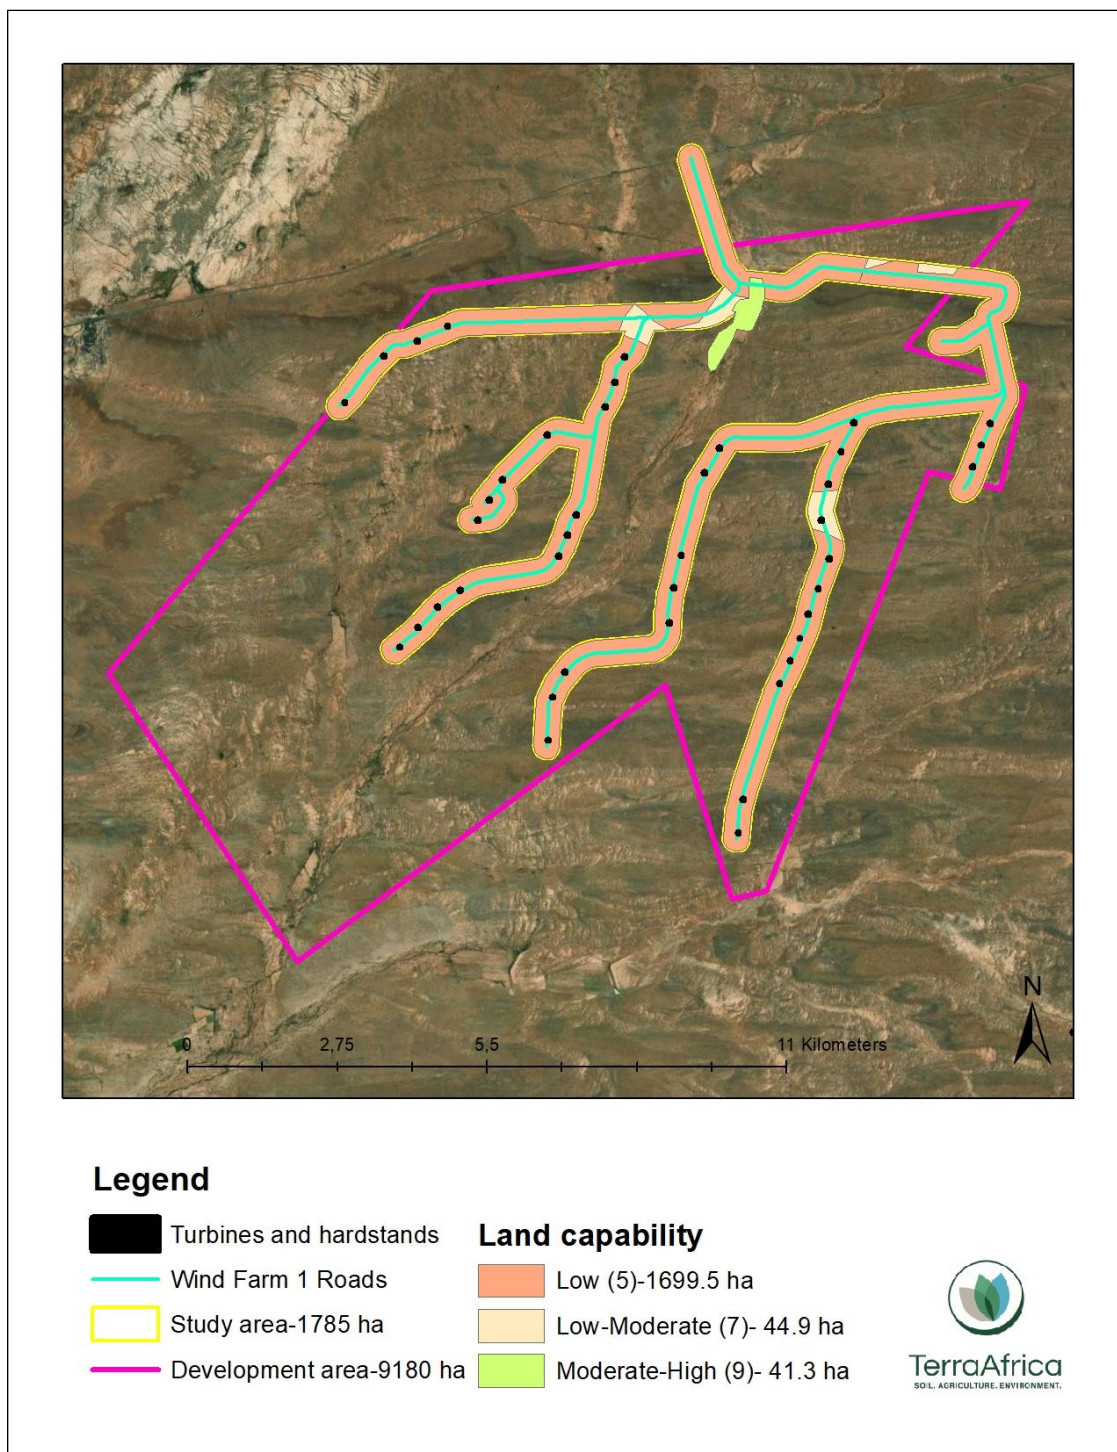 N
0 2,75 5,5 11 Kilometers
Legend
Turbines and hardstands
Wind Farm 1 Roads
Study area-1785 ha
Development area-9180 ha
Land capability
Low (5)-1699.5 ha
Low-Moderate (7)- 44.9 ha
Moderate-High (9)- 41.3 ha
TerraAfrica
SOIL. AGRICULTURE. ENVIRONMENT.